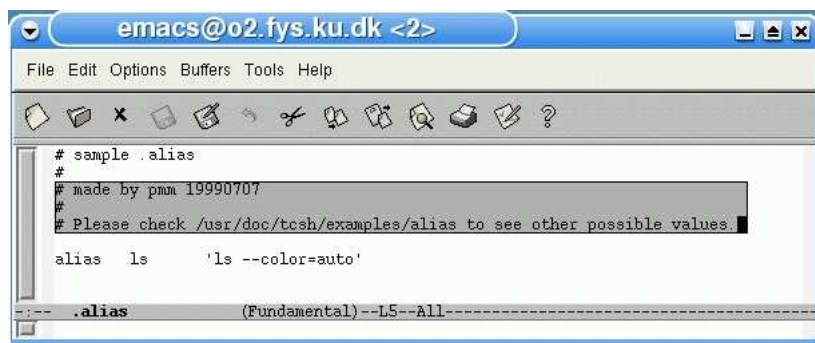 emacs@o2.fys.ku.dk <2>
File Edit Options Buffers Tools Help
# sample .alias
#
# made by pmm 19990707
#
# Please check /usr/doc/tcsh/examples/alias to see other possible values.
alias ls 'ls --color=auto'
-:-- .alias (Fundamental)--L5--All----------------------------------------